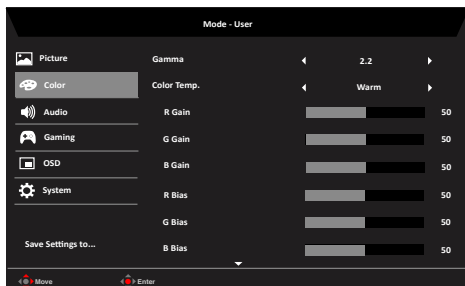 Mode - User
Picture
Gamma 2.2
Color
Color Temp. Warm
Audio
R Gain 50
Gaming
G Gain 50
OSD
B Gain 50
System
R Bias 50
G Bias 50
Save Settings to...
B Bias 50
Move Enter